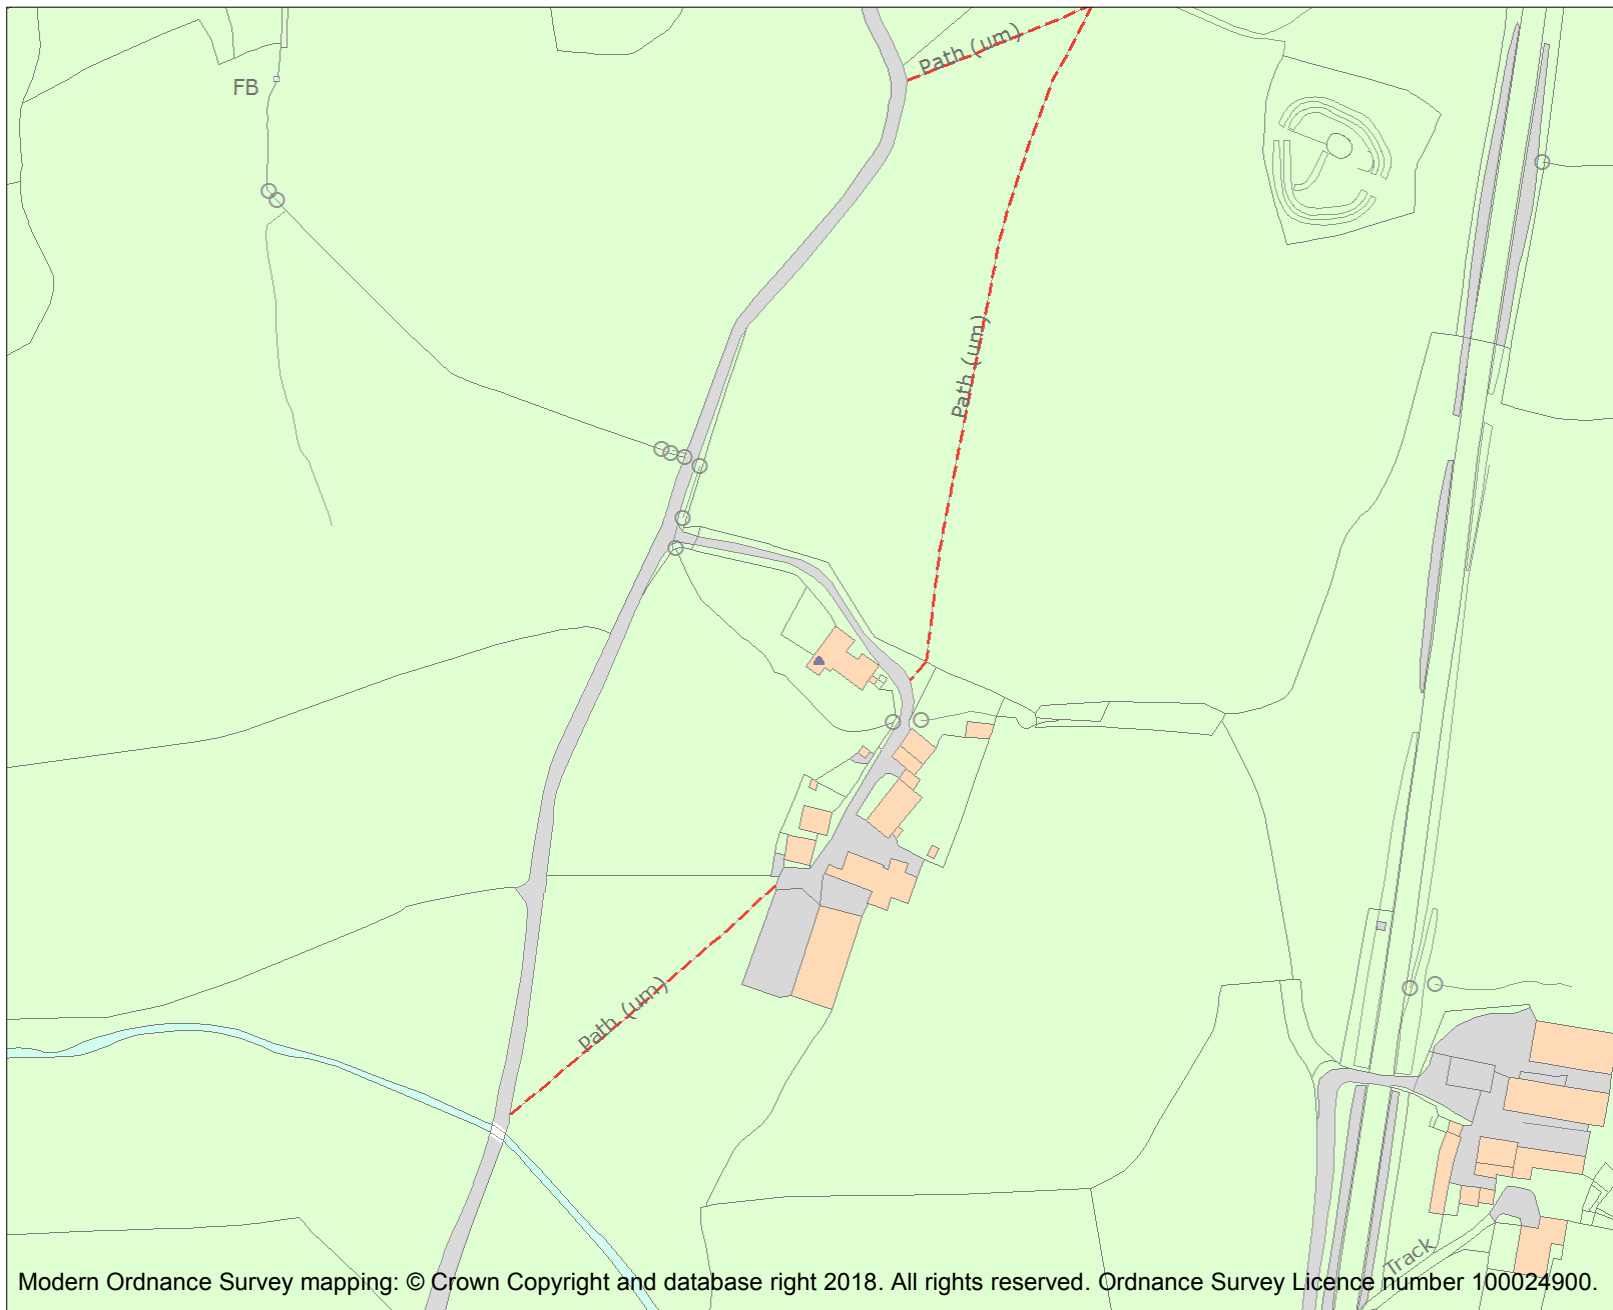 Path (um)
FB
Path (um)
Path (um)
Track
Modern Ordnance Survey mapping: © Crown Copyright and database right 2018. All rights reserved. Ordnance Survey Licence number 100024900.